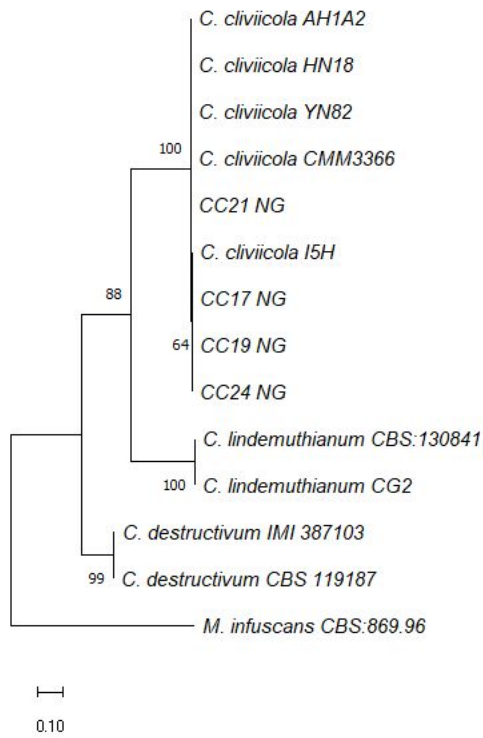 C. cliviicola AH1A2
C. cliviicola HN18
C. cliviicola YN82
100
C. cliviicola CMM3366
CC21 NG
C. cliviicola I5H
88
CC17 NG
64
CC19 NG
CC24 NG
C. lindemuthianum CBS:130841
100
C. lindemuthianum CG2
C. destructivum IMI 387103
99
C. destructivum CBS 119187
M. infuscans CBS:869.96
0.10